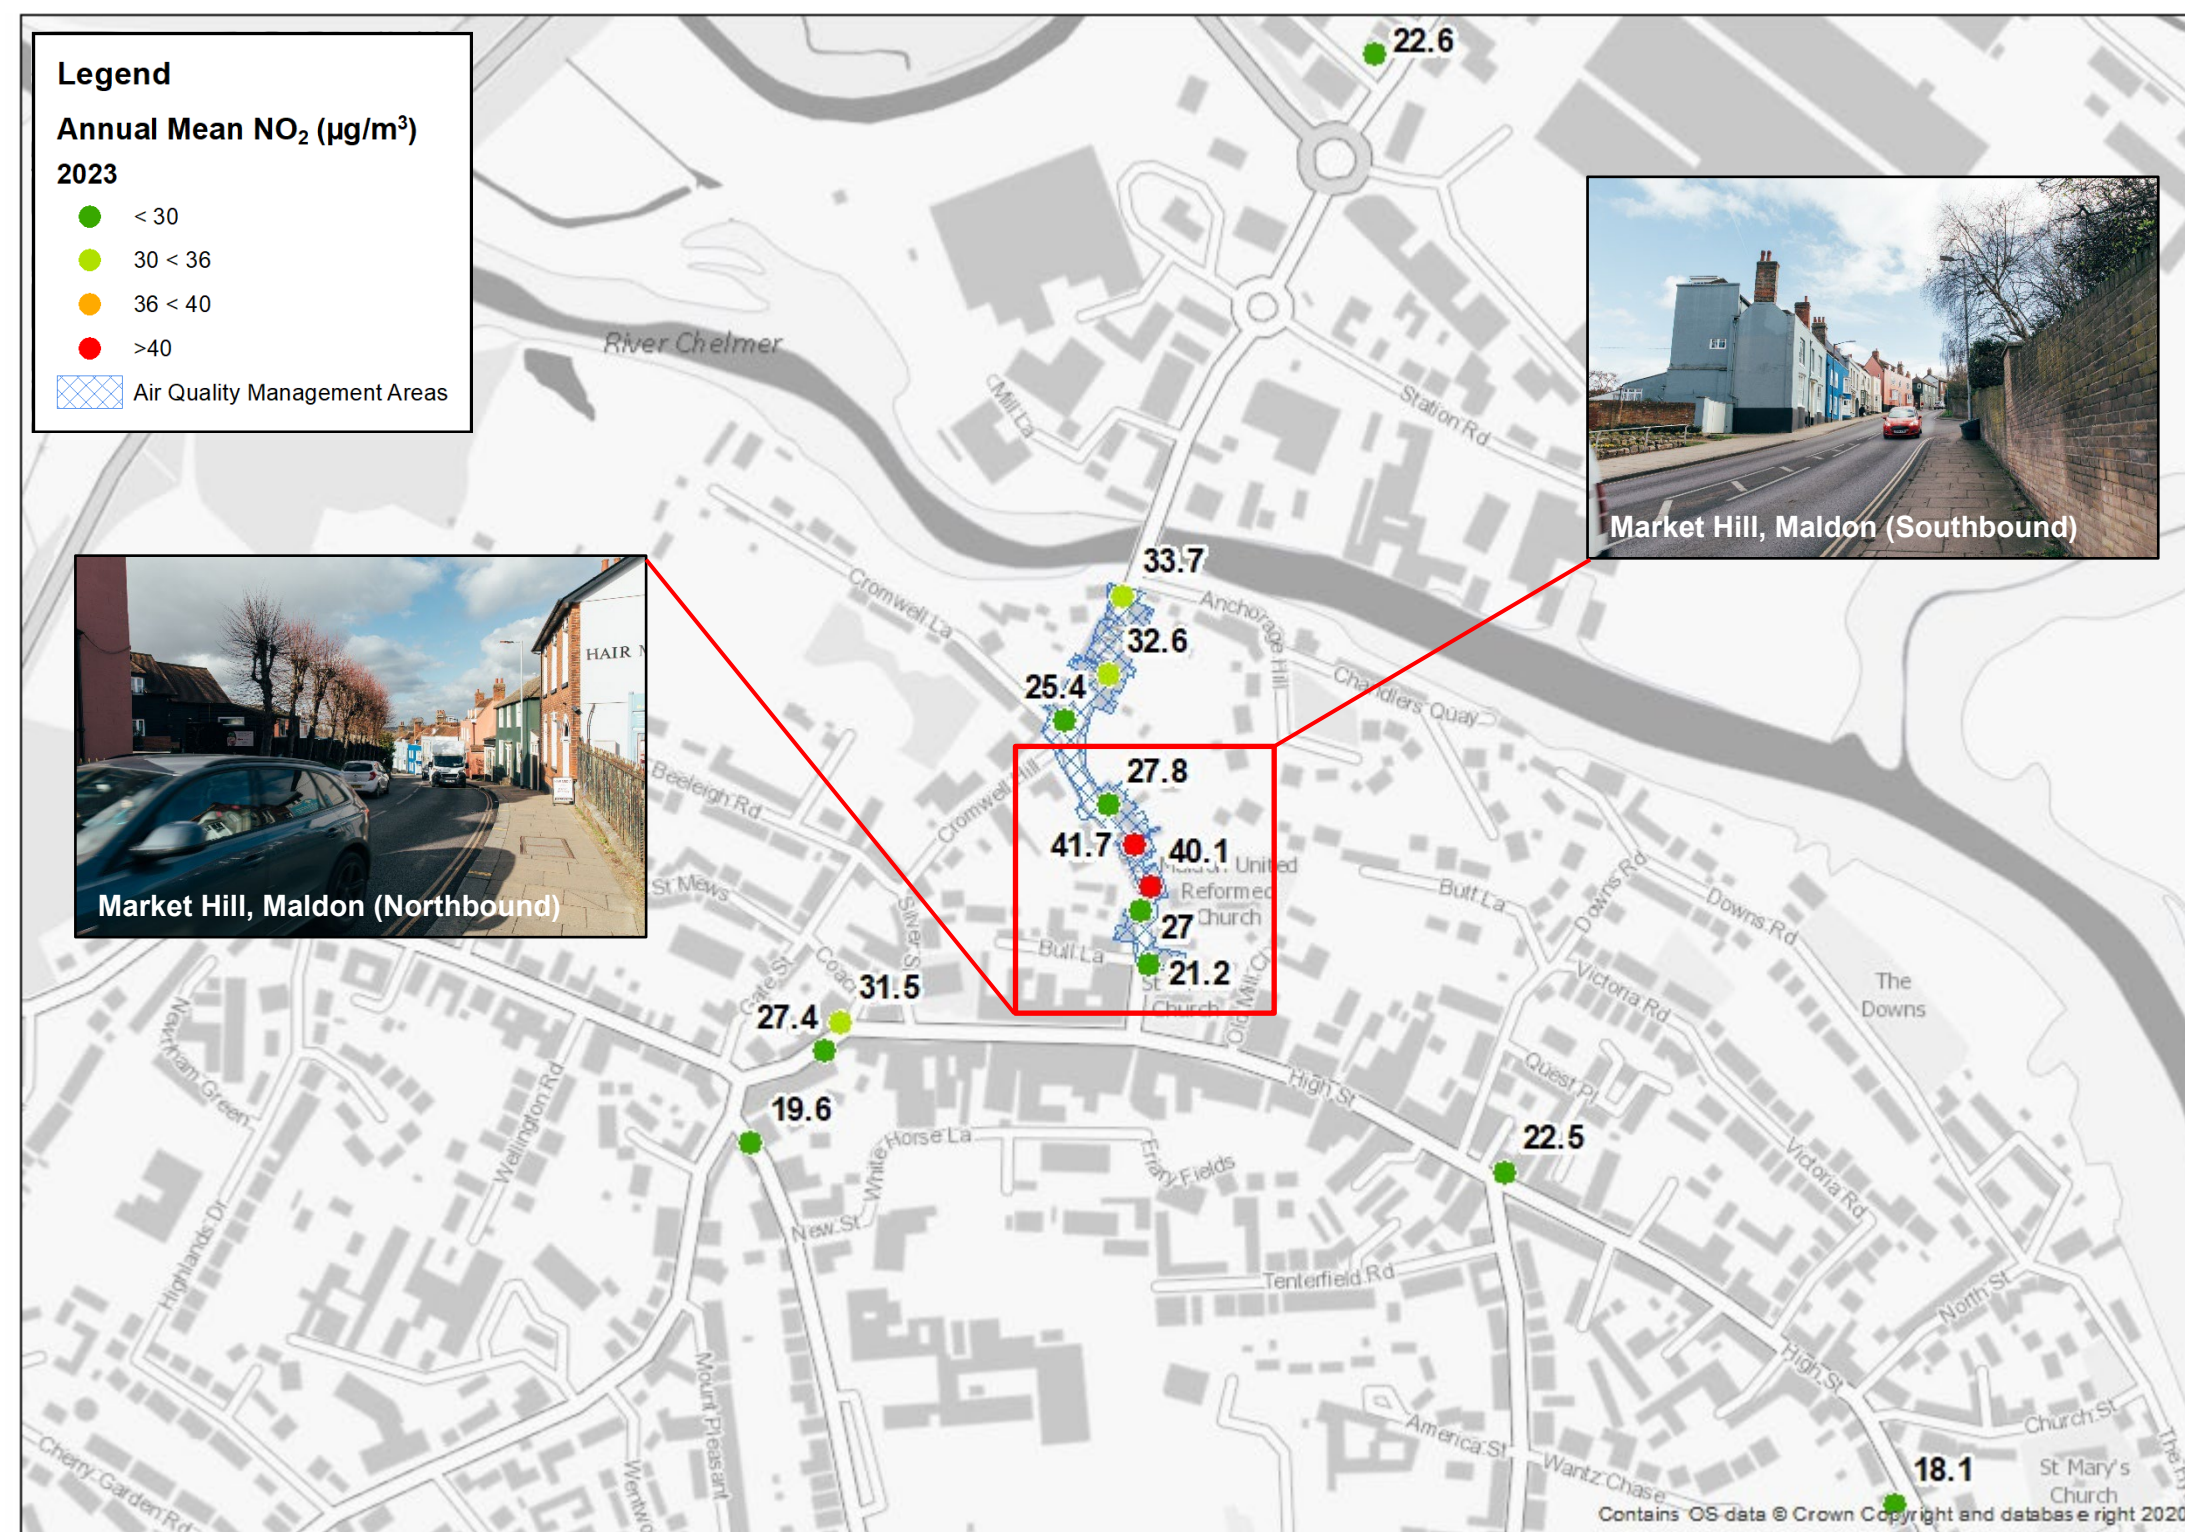 Legend
Annual Mean NO₂ (µg/m³)
2023
< 30
30 < 36
36 < 40
>40
Air Quality Management Areas
22.6
River Chelmer
Mill La
Station Rd
Market Hill, Maldon (Southbound)
HAIR
Market Hill, Maldon (Northbound)
33.7
Cromwell La
Anchorage Hill
32.6
25.4
Chandlers Quay
27.8
Beeleigh Rd
Cromwell Hill
41.7
40.1
United
Reformed
Church
St Mews
Silver St
Butt La
Downs Rd
Downs Rd
27
Bull La
21.2
St
Church
Old Mill
Gate St
Coach
31.5
27.4
Victoria Rd
The
Downs
Newnham Green
Wellington Rd
High St
Quest Pl
19.6
White Horse La
Friary Fields
22.5
Victoria Rd
New St
Highlands Dr
Tenterfield Rd
North St
Mount Pleasant
High St
America St
Church St
Wantz Chase
Cherry Garden Rd
18.1
St Mary's
Church
Contains OS data © Crown Copyright and database right 2020